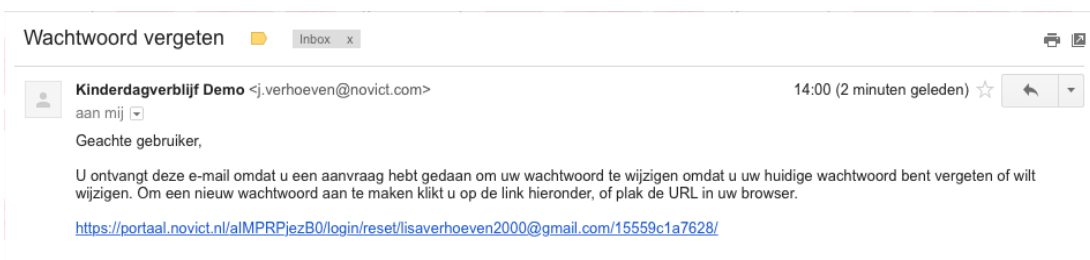 Wachtwoord vergeten Inbox x
Kinderdagverblijf Demo <j.verhoeven@novict.com> 14:00 (2 minuten geleden)
aan mij
Geachte gebruiker,
U ontvangt deze e-mail omdat u een aanvraag hebt gedaan om uw wachtwoord te wijzigen omdat u uw huidige wachtwoord bent vergeten of wilt
wijzigen. Om een nieuw wachtwoord aan te maken klikt u op de link hieronder, of plak de URL in uw browser.
https://portaal.novict.nl/aIMPRPjezB0/login/reset/lisaverhoeven2000@gmail.com/15559c1a7628/